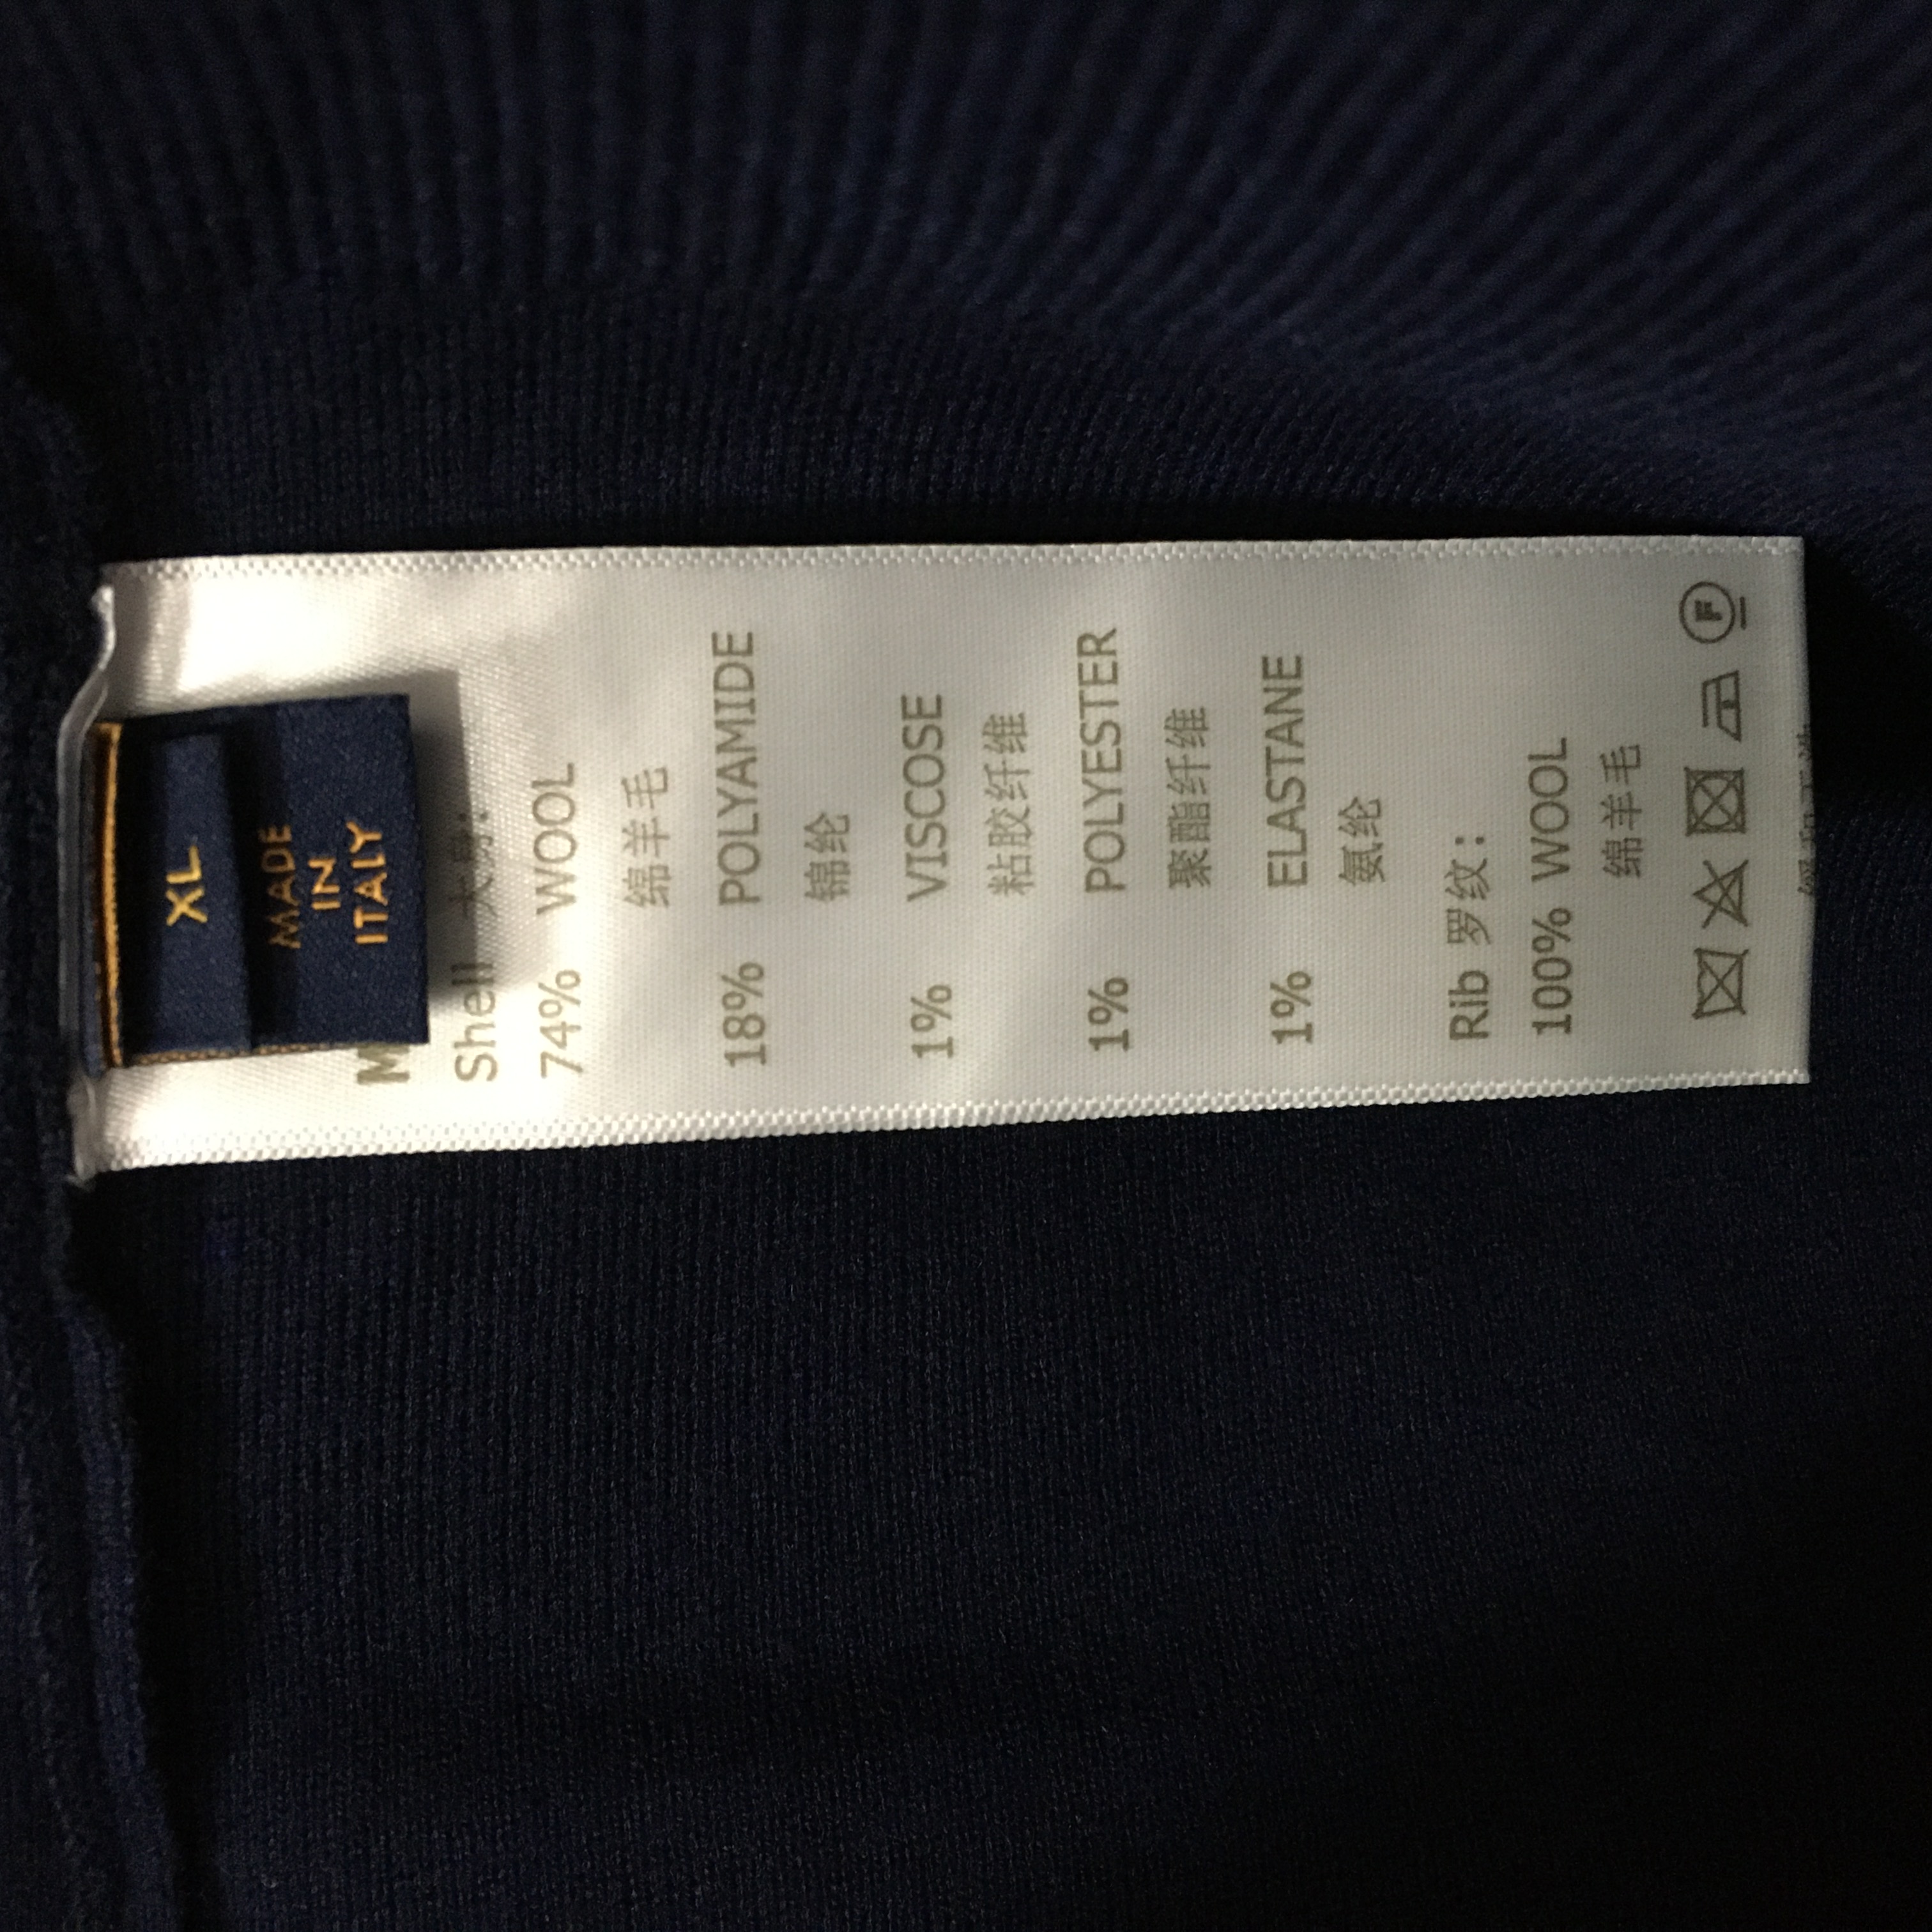 XL
MADE
IN
ITALY
Shell 大身:
74% WOOL
绵羊毛
18% POLYAMIDE
锦纶
1% VISCOSE
粘胶纤维
1% POLYESTER
聚酯纤维
1% ELASTANE
氨纶
Rib 罗纹:
100% WOOL
绵羊毛
F